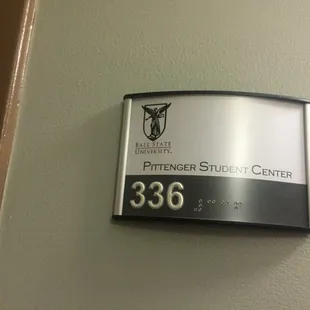 BALL STATE
UNIVERSITY.
PITTENGER STUDENT CENTER
336